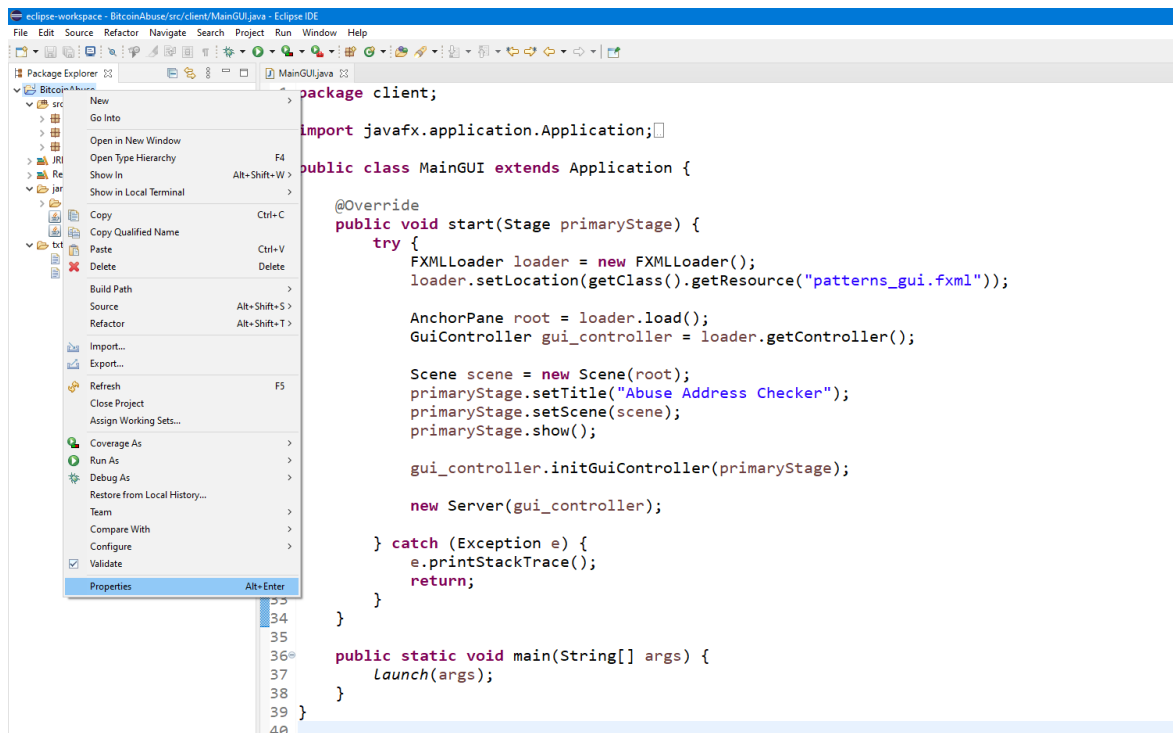 eclipse-workspace - BitcoinAbuse/src/client/MainGUI.java - Eclipse IDE
File Edit Source Refactor Navigate Search Project Run Window Help
Package Explorer
MainGUI.java
BitcoinAbuse
src
JRE
Re
jar
txt
New
Go Into
Open in New Window
Open Type Hierarchy F4
Show In Alt+Shift+W >
Show in Local Terminal >
Copy Ctrl+C
Copy Qualified Name
Paste Ctrl+V
Delete Delete
Build Path >
Source Alt+Shift+S >
Refactor Alt+Shift+T >
Import...
Export...
Refresh F5
Close Project
Assign Working Sets...
Coverage As >
Run As >
Debug As >
Restore from Local History...
Team >
Compare With >
Configure >
Validate
Properties Alt+Enter
package client;
import javafx.application.Application;
public class MainGUI extends Application {
@Override
public void start(Stage primaryStage) {
try {
FXMLLoader loader = new FXMLLoader();
loader.setLocation(getClass().getResource("patterns_gui.fxml"));
AnchorPane root = loader.load();
GuiController gui_controller = loader.getController();
Scene scene = new Scene(root);
primaryStage.setTitle("Abuse Address Checker");
primaryStage.setScene(scene);
primaryStage.show();
gui_controller.initGuiController(primaryStage);
new Server(gui_controller);
} catch (Exception e) {
e.printStackTrace();
return;
33 }
34 }
35
36 public static void main(String[] args) {
37 launch(args);
38 }
39 }
40